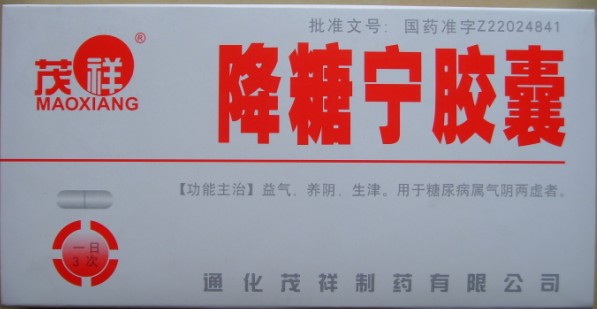 批准文号: 国药准字Z22024841
茂祥®
MAOXIANG
降糖宁胶囊
【功能主治】益气、养阴、生津。用于糖尿病属气阴两虚者。
一日
3次
通化茂祥制药有限公司